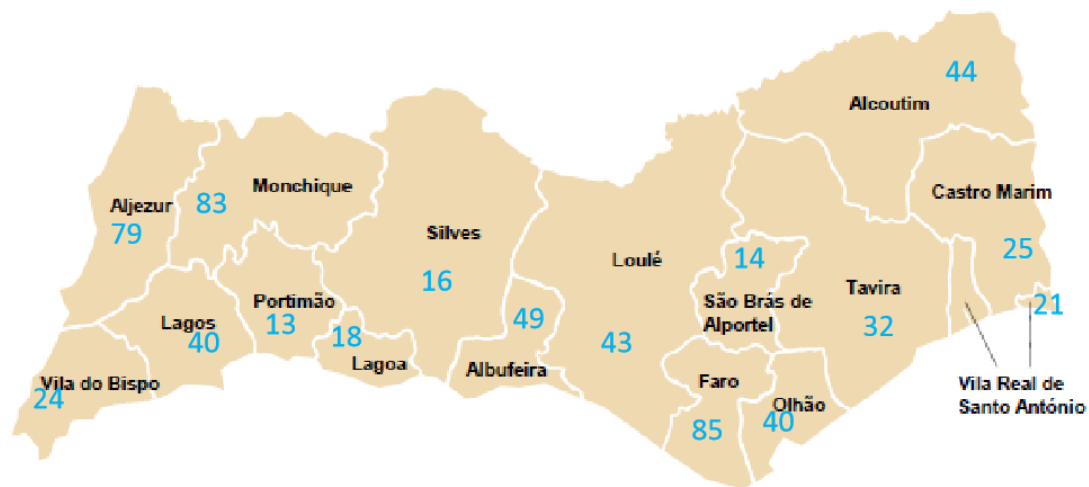 44
Alcoutim
Monchique
83
Aljezur
79
Castro Marim
25
Silves
16
Loulé
14
São Brás de
Alportel
Tavira
32
Portimão
13
Lagos
40
18
Lagoa
49
Albufeira
43
21
Vila Real de
Santo António
Vila do Bispo
24
Faro
85
Olhão
40